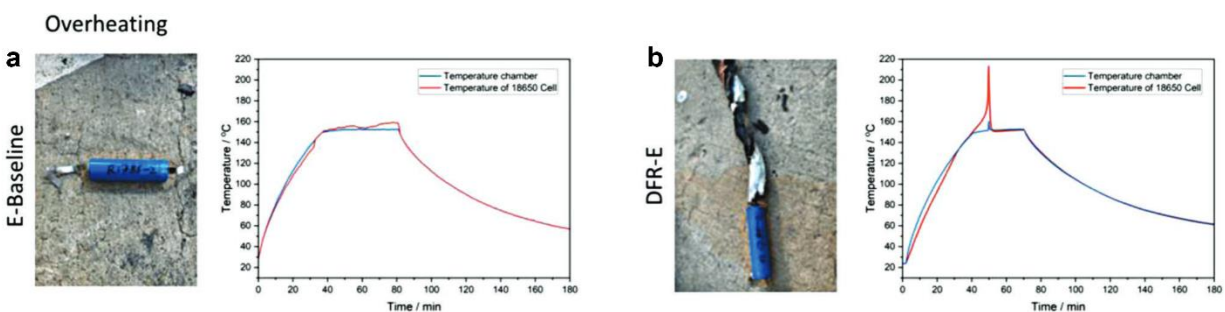 Overheating
a
E-Baseline
220
200
180
160
140
120
100
80
60
40
20
Temperature / °C
Temperature chamber
Temperature of 18650 Cell
0 20 40 60 80 100 120 140 160 180
Time / min
b
DFR-E
220
200
180
160
140
120
100
80
60
40
20
Temperature / °C
Temperature chamber
Temperature of 18650 Cell
0 20 40 60 80 100 120 140 160 180
Time / min